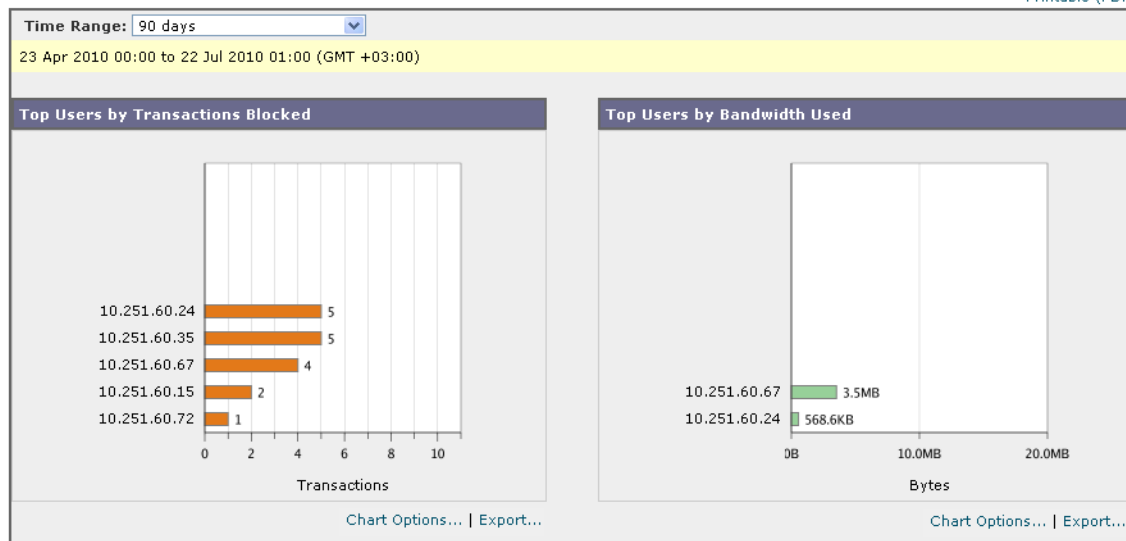 Time Range: 90 days
23 Apr 2010 00:00 to 22 Jul 2010 01:00 (GMT +03:00)
Top Users by Transactions Blocked
10.251.60.24 5
10.251.60.35 5
10.251.60.67 4
10.251.60.15 2
10.251.60.72 1
0 2 4 6 8 10
Transactions
Chart Options... | Export...
Top Users by Bandwidth Used
10.251.60.67 3.5MB
10.251.60.24 568.6KB
0B 10.0MB 20.0MB
Bytes
Chart Options... | Export...